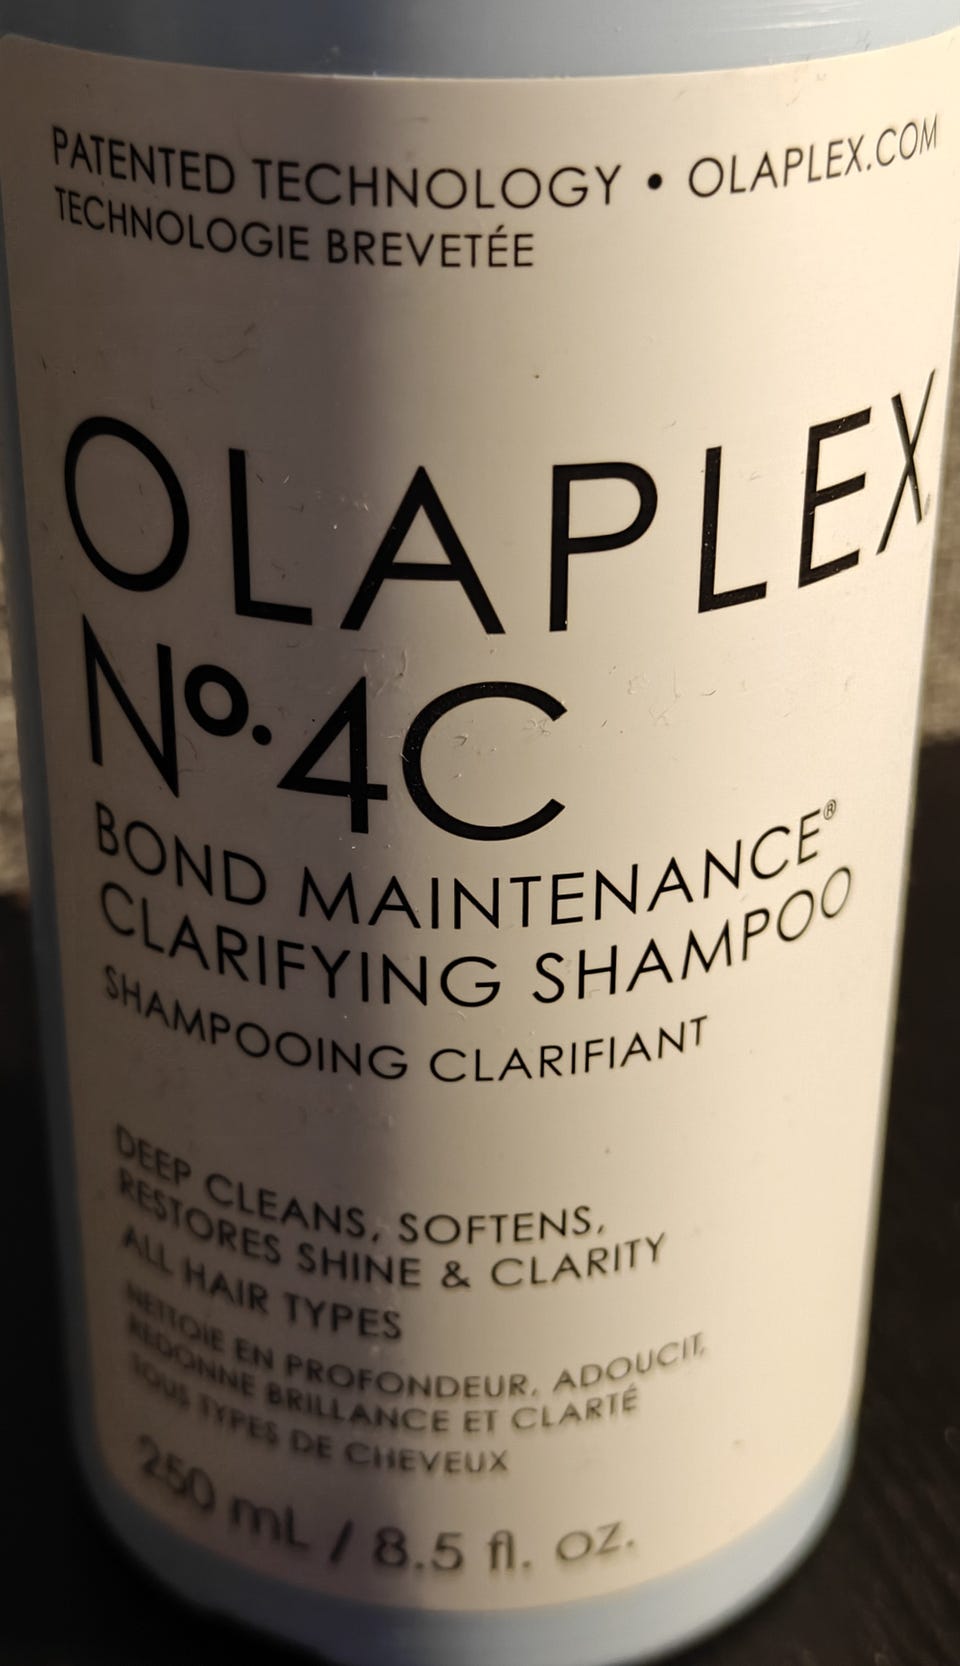 PATENTED TECHNOLOGY • OLAPLEX.COM
TECHNOLOGIE BREVETÉE
OLAPLEX®
Nº.4C
BOND MAINTENANCE®
CLARIFYING SHAMPOO
SHAMPOOING CLARIFIANT
DEEP CLEANS, SOFTENS,
RESTORES SHINE & CLARITY
ALL HAIR TYPES
NETTOIE EN PROFONDEUR, ADOUCIT,
REDONNE BRILLANCE ET CLARTÉ
TOUS TYPES DE CHEVEUX
250 mL / 8.5 fl. oz.